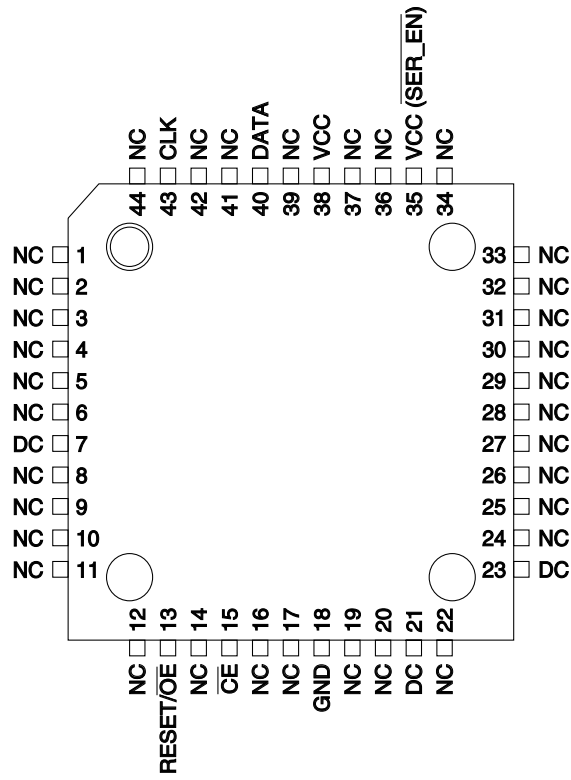 NC 44
CLK 43
NC 42
NC 41
DATA 40
NC 39
VCC 38
NC 37
NC 36
VCC (SER_EN) 35
NC 34
NC 1
NC 2
NC 3
NC 4
NC 5
NC 6
DC 7
NC 8
NC 9
NC 10
NC 11
33 NC
32 NC
31 NC
30 NC
29 NC
28 NC
27 NC
26 NC
25 NC
24 NC
23 DC
NC 12
RESET/OE 13
NC 14
CE 15
NC 16
NC 17
GND 18
NC 19
NC 20
DC 21
NC 22